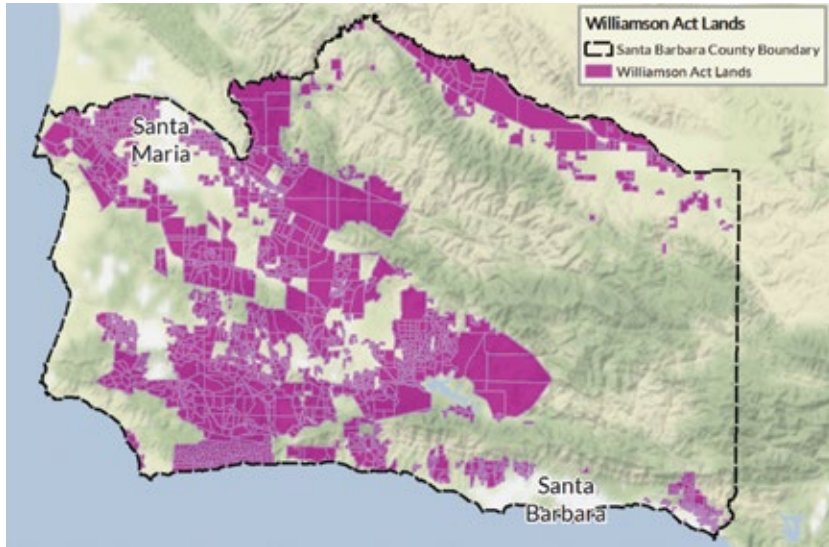 Williamson Act Lands
Santa Barbara County Boundary
Williamson Act Lands
Santa
Maria
Santa
Barbara